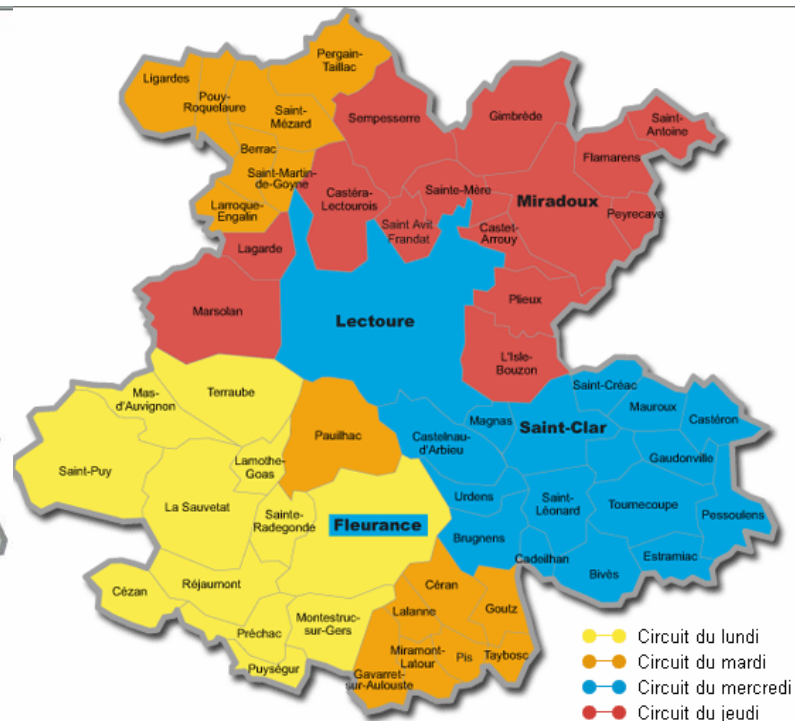 Pergain-
Taillac
Ligardes
Pouy-
Roquelaure
Saint-
Mézard
Sempesserre
Gimbrède
Saint-
Antoine
Berrac
Flamarens
Saint-Martin-
de-Goyne
Castéra-
Lectourois
Sainte-Mère
Miradoux
Larroque-
Engalin
Saint Avit
Frandat
Castet-
Arrouy
Peyrecave
Lagarde
Plieux
Marsolan
Lectoure
L'Isle-
Bouzon
Saint-Créac
Mas-
d'Auvignon
Terraube
Mauroux
Castéron
Magnas
Saint-Clar
Pauilhac
Castelnau-
d'Arbieu
Gaudonville
Saint-Puy
Lamothe-
Goas
Urdens
Saint-
Léonard
Tournecoupe
Pessoulens
La Sauvetat
Sainte-
Radegonde
Fleurance
Brugnens
Cadeilhan
Estramiac
Bivès
Cézan
Réjaumont
Céran
Goutz
Lalanne
Montestruc-
sur-Gers
Préchac
Miramont-
Latour
Pis
Taybosc
Puységur
Gavarret-
sur-Aulouste
Circuit du lundi
Circuit du mardi
Circuit du mercredi
Circuit du jeudi